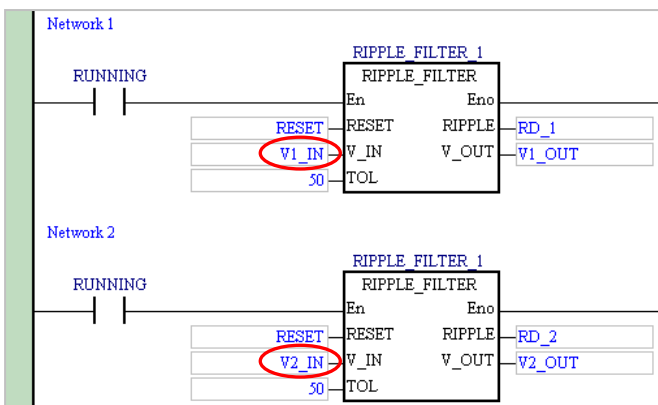 Network 1
RIPPLE_FILTER_1
RUNNING RIPPLE_FILTER
En Eno
RESET RESET RIPPLE RD_1
V1_IN V_IN V_OUT V1_OUT
50 TOL
Network 2
RIPPLE_FILTER_1
RUNNING RIPPLE_FILTER
En Eno
RESET RESET RIPPLE RD_2
V2_IN V_IN V_OUT V2_OUT
50 TOL